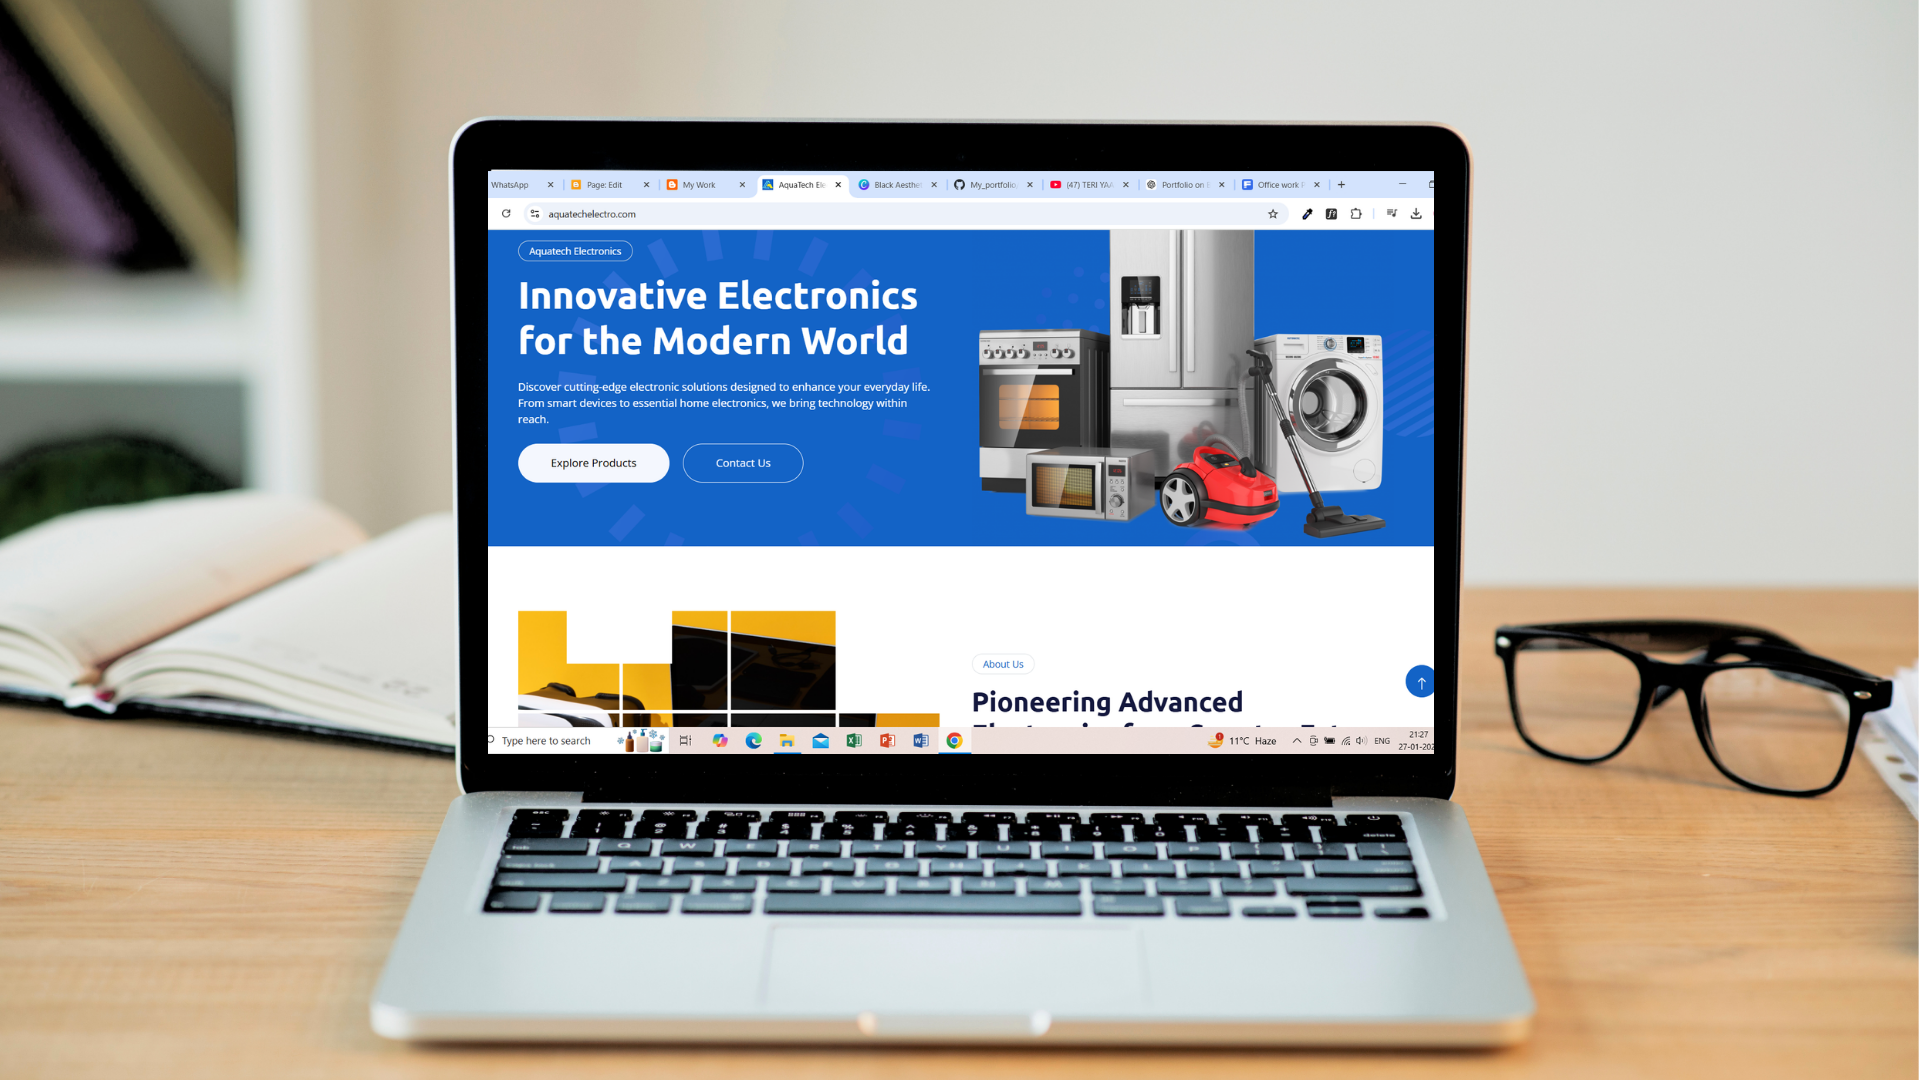 WhatsApp
Page: Edit
My Work
AquaTech Ele
Black Aesthe
My_portfolio
(47) TERI YAA
Portfolio on
Office work
aquatechelectro.com
Aquatech Electronics
Innovative Electronics
for the Modern World
Discover cutting-edge electronic solutions designed to enhance your everyday life.
From smart devices to essential home electronics, we bring technology within
reach.
Explore Products
Contact Us
About Us
Pioneering Advanced
Type here to search
11°C Haze
ENG
21:27
27-01-202
delete
Q W E R T Y U I O P